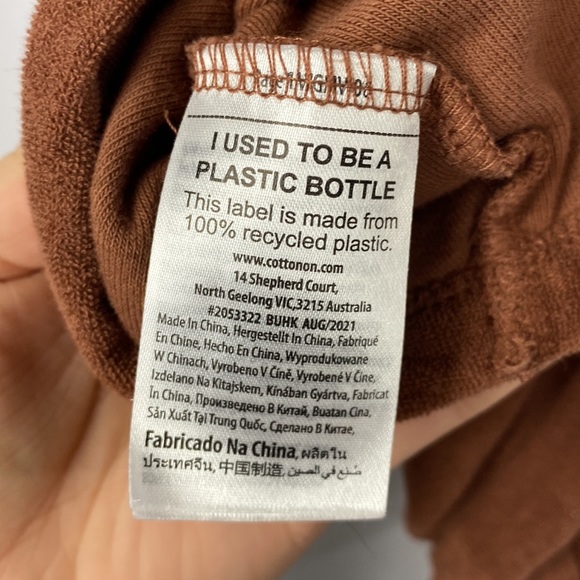 I USED TO BE A
PLASTIC BOTTLE
This label is made from
100% recycled plastic.
www.cottonon.com
14 Shepherd Court,
North Geelong VIC,3215 Australia
#2053322 BUHK AUG/2021
Made In China, Hergestellt In China, Fabriqué
En Chine, Hecho En China, Wyprodukowane
W Chinach, Vyrobeno V Číně, Vyrobené V Číne,
Izdelano Na Kitajskem, Kínában Gyártva, Fabricat
În China, Произведено В Китай, Buatan Cina,
Sản Xuất Tại Trung Quốc, Сделано В Китае,
Fabricado Na China, ผลิตใน
ประเทศจีน, 中国制造, صُنع في الصين